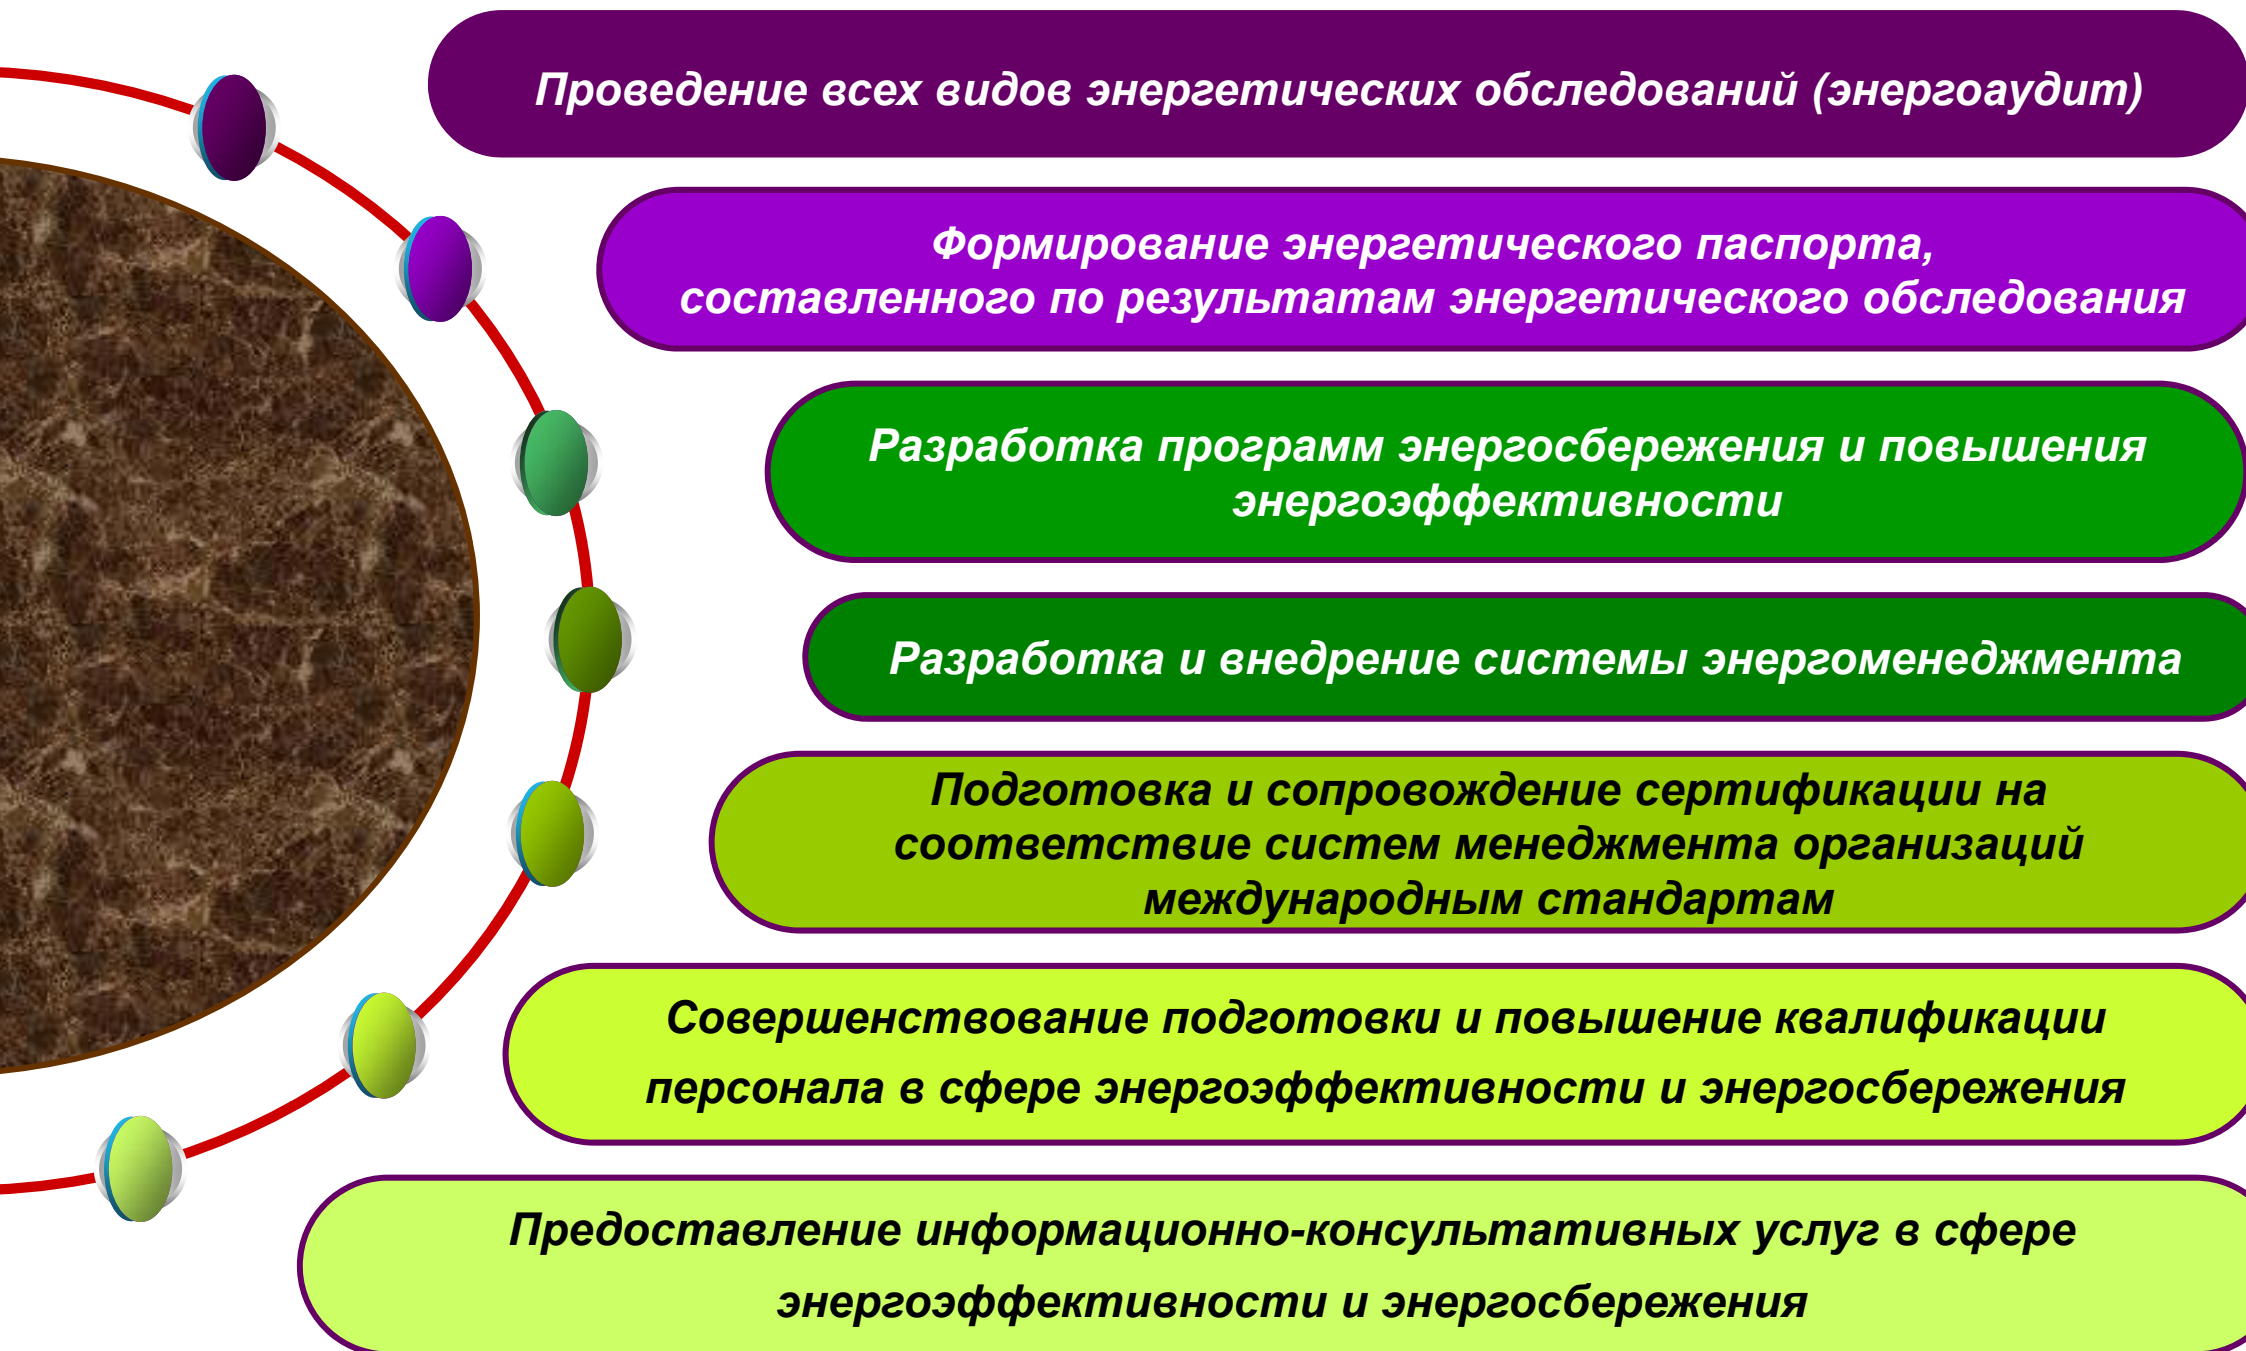 Проведение всех видов энергетических обследований (энергоаудит)
Формирование энергетического паспорта,
составленного по результатам энергетического обследования
Разработка программ энергосбережения и повышения
энергоэффективности
Разработка и внедрение системы энергоменеджмента
Подготовка и сопровождение сертификации на
соответствие систем менеджмента организаций
международным стандартам
Совершенствование подготовки и повышение квалификации
персонала в сфере энергоэффективности и энергосбережения
Предоставление информационно-консультативных услуг в сфере
энергоэффективности и энергосбережения